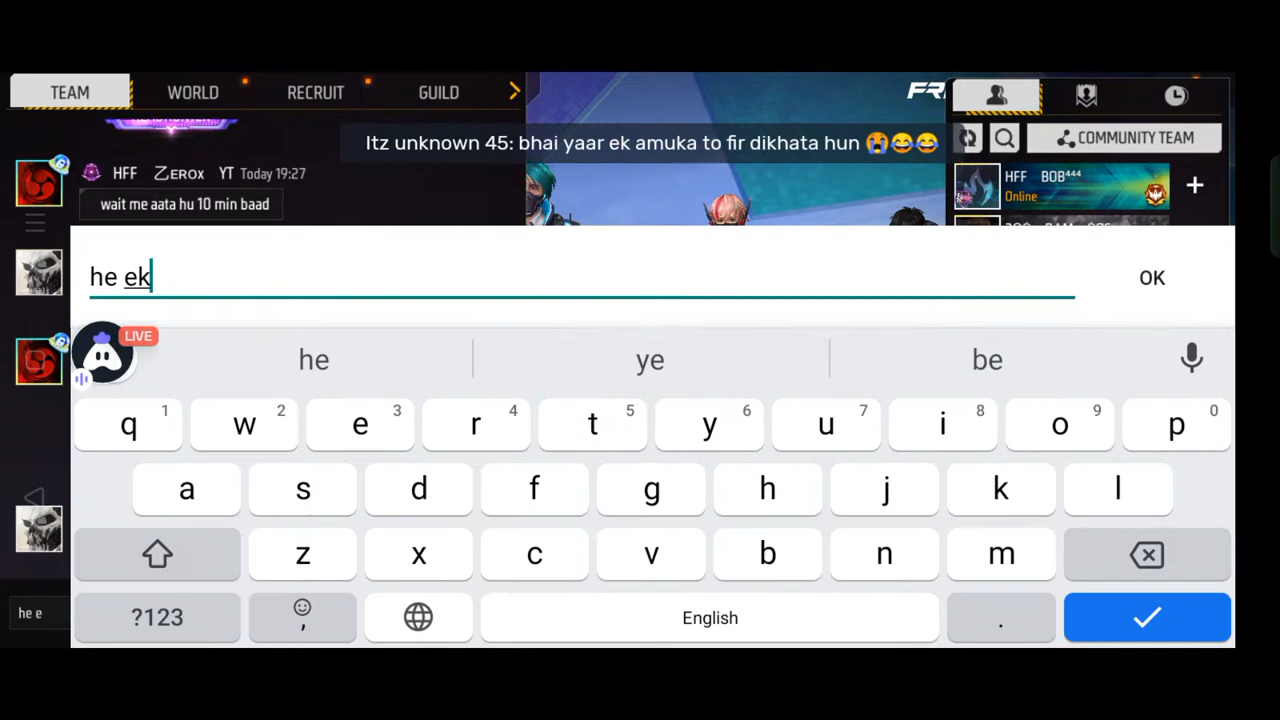 TEAM
WORLD
RECRUIT
GUILD
COMMUNITY TEAM
Itz unknown 45: bhai yaar ek amuka to fir dikhata hun 😭😂😂
HFF ZEROX YT Today 19:27
wait me aata hu 10 min baad
HFF BOB⁴⁴⁴
Online
he ek
OK
LIVE
he
ye
be
q 1 w 2 e 3 r 4 t 5 y 6 u 7 i 8 o 9 p 0
a s d f g h j k l
z x c v b n m
?123
,
English
.
he e